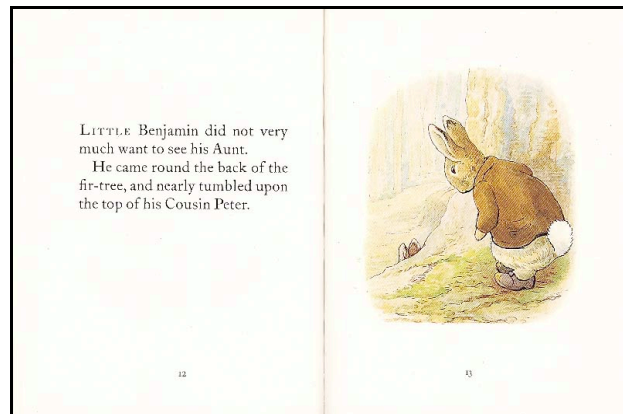 LITTLE Benjamin did not very
much want to see his Aunt.
He came round the back of the
fir-tree, and nearly tumbled upon
the top of his Cousin Peter.
12
13